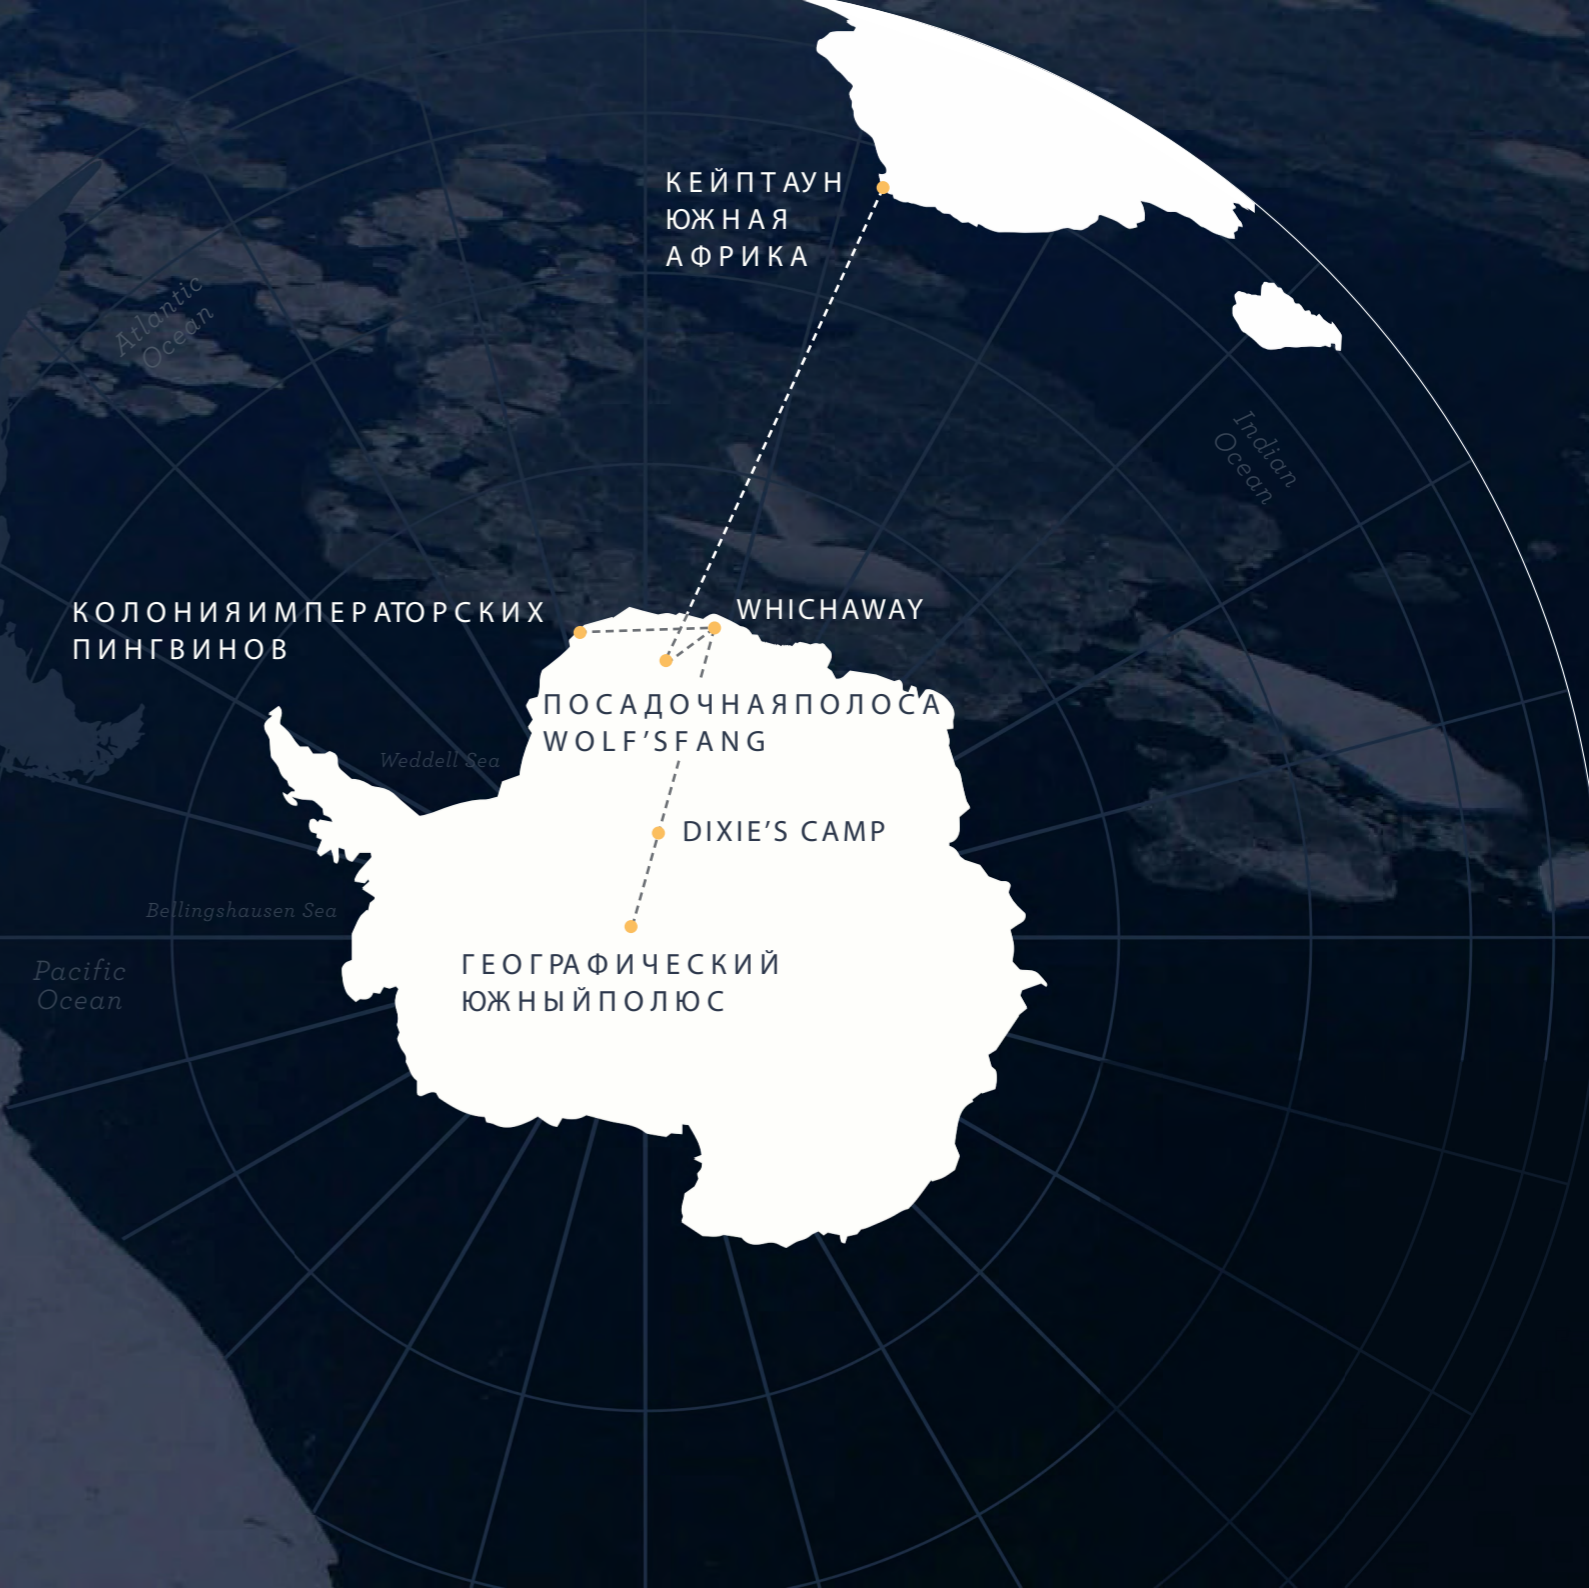 КЕЙПТАУН
ЮЖНАЯ
АФРИКА
Atlantic
Ocean
Indian
Ocean
КОЛОНИЯИМПЕРАТОРСКИХ
ПИНГВИНОВ
WHICHAWAY
ПОСАДОЧНАЯПОЛОСА
WOLF’SFANG
Weddell Sea
DIXIE’S CAMP
Bellingshausen Sea
Pacific
Ocean
ГЕОГРАФИЧЕСКИЙ
ЮЖНЫЙПОЛЮС